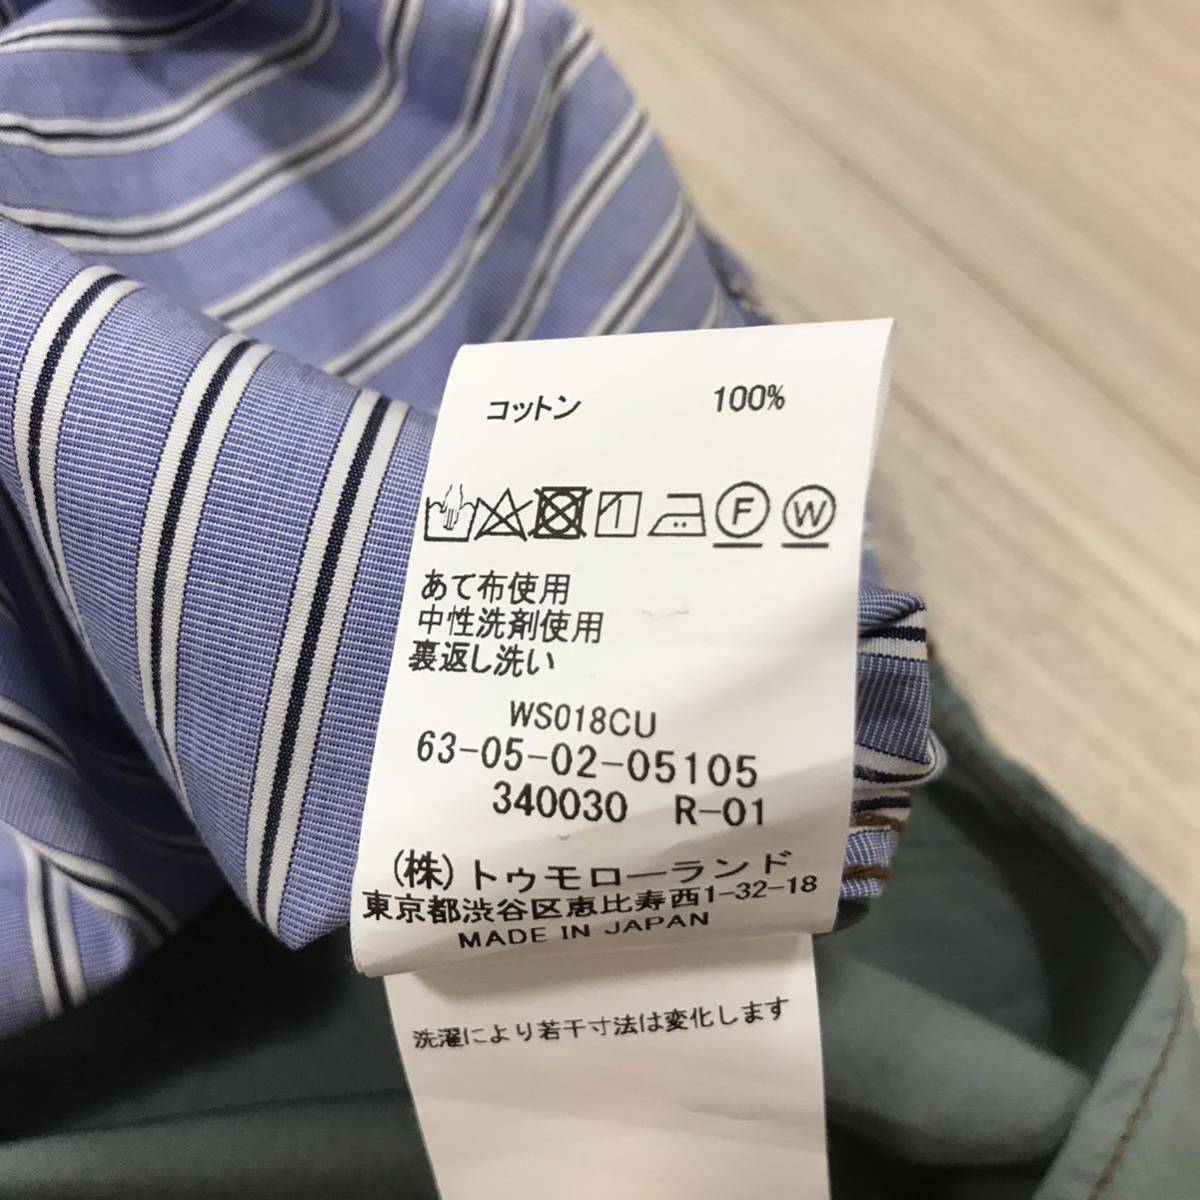 コットン 100%
F W
あて布使用
中性洗剤使用
裏返し洗い
WS018CU
63-05-02-05105
340030 R-01
(株)トゥモローランド
東京都渋谷区恵比寿西1-32-18
MADE IN JAPAN
洗濯により若干寸法は変化します